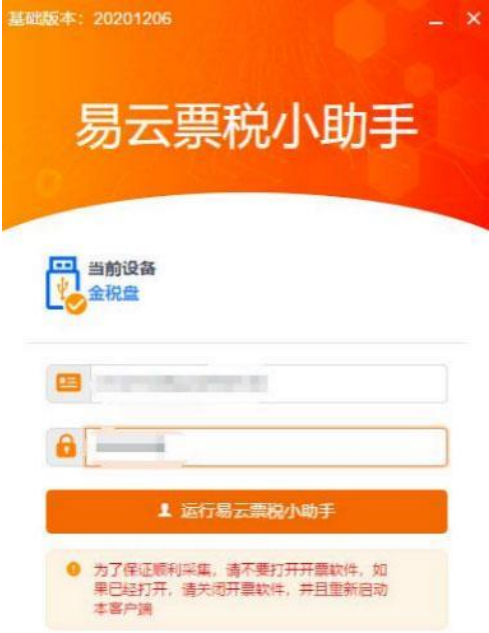 基础版本：20201206
易云票税小助手
当前设备
金税盘
运行易云票税小助手
为了保证顺利采集，请不要打开开票软件，如
果已经打开，请关闭开票软件，并且重新启动
本客户端